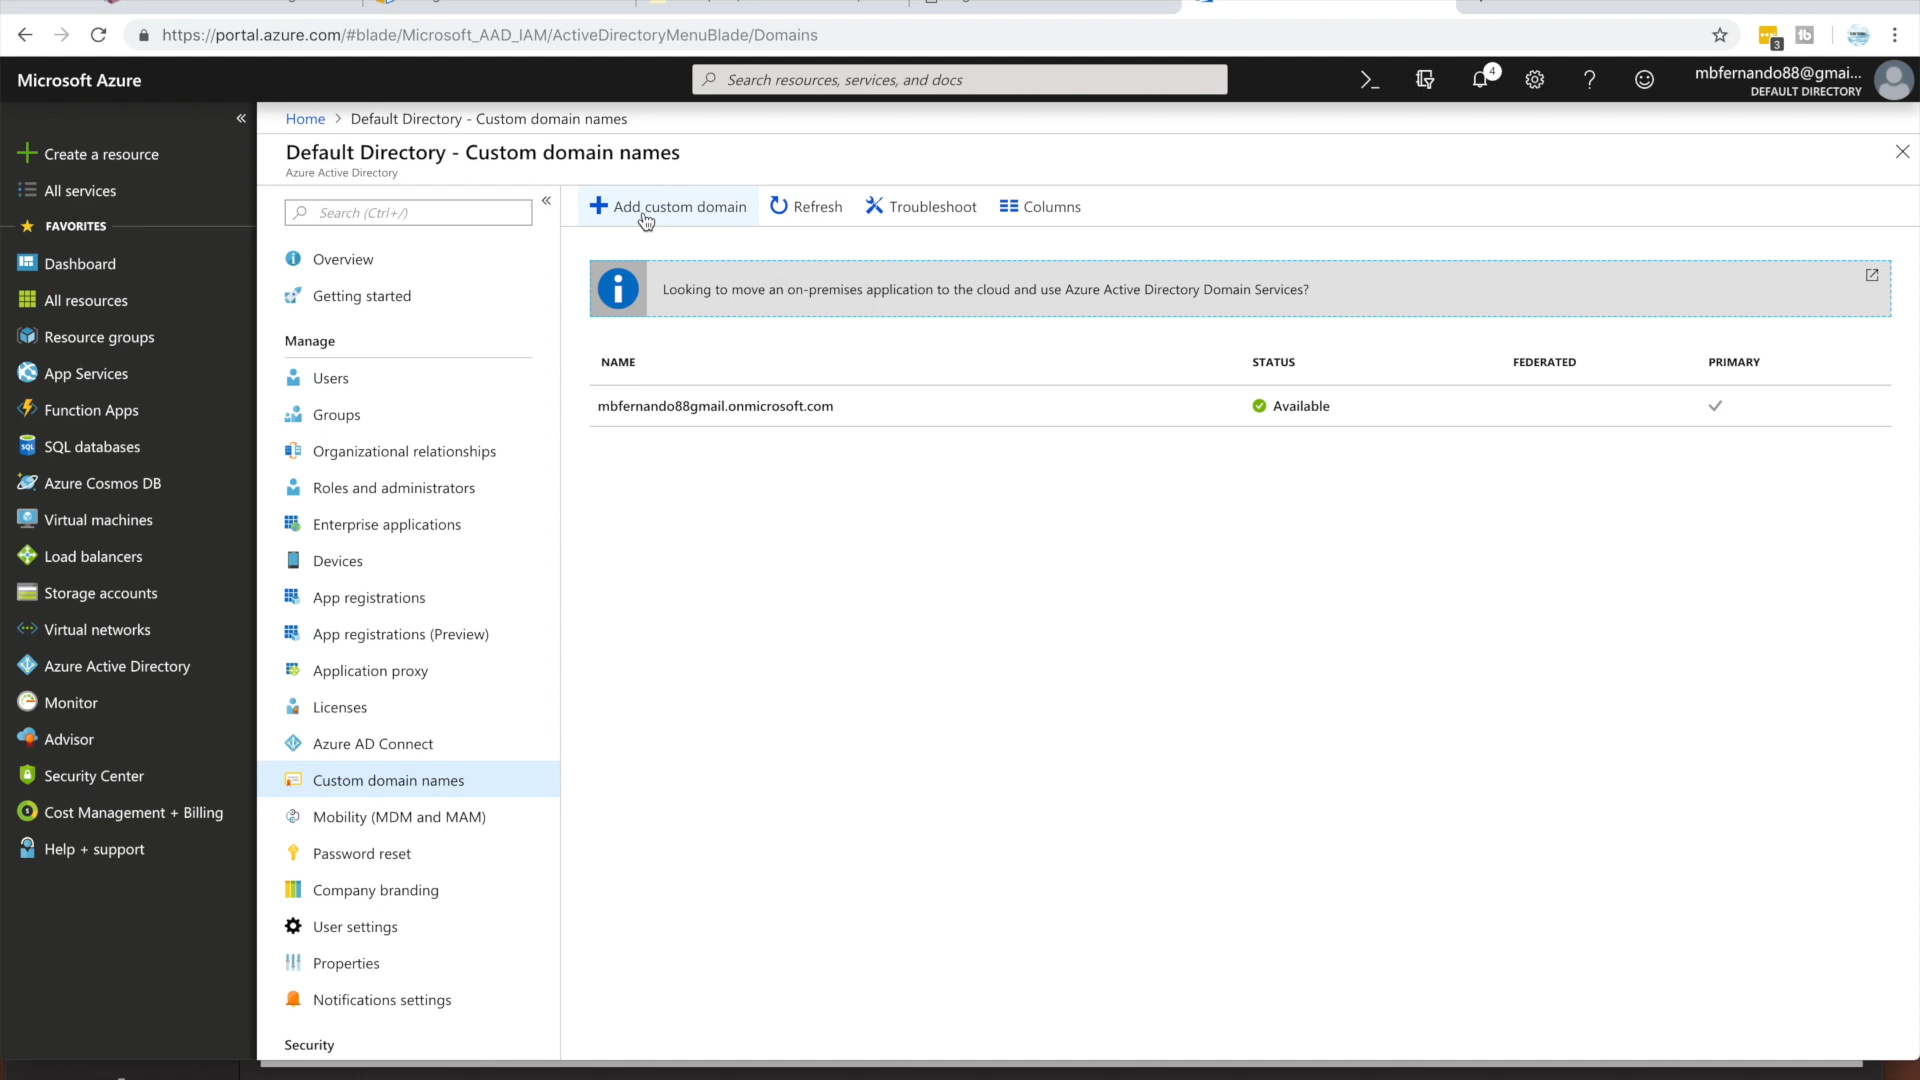 https://portal.azure.com/#blade/Microsoft_AAD_IAM/ActiveDirectoryMenuBlade/Domains
3
Microsoft Azure
Search resources, services, and docs
4
mbfernando88@gmai...
DEFAULT DIRECTORY
Create a resource
All services
FAVORITES
Dashboard
All resources
Resource groups
App Services
Function Apps
SQL databases
Azure Cosmos DB
Virtual machines
Load balancers
Storage accounts
Virtual networks
Azure Active Directory
Monitor
Advisor
Security Center
Cost Management + Billing
Help + support
Home > Default Directory - Custom domain names
Default Directory - Custom domain names
Azure Active Directory
Search (Ctrl+/)
Overview
Getting started
Manage
Users
Groups
Organizational relationships
Roles and administrators
Enterprise applications
Devices
App registrations
App registrations (Preview)
Application proxy
Licenses
Azure AD Connect
Custom domain names
Mobility (MDM and MAM)
Password reset
Company branding
User settings
Properties
Notifications settings
Security
Add custom domain Refresh Troubleshoot Columns
Looking to move an on-premises application to the cloud and use Azure Active Directory Domain Services?
NAME STATUS FEDERATED PRIMARY
mbfernando88gmail.onmicrosoft.com Available